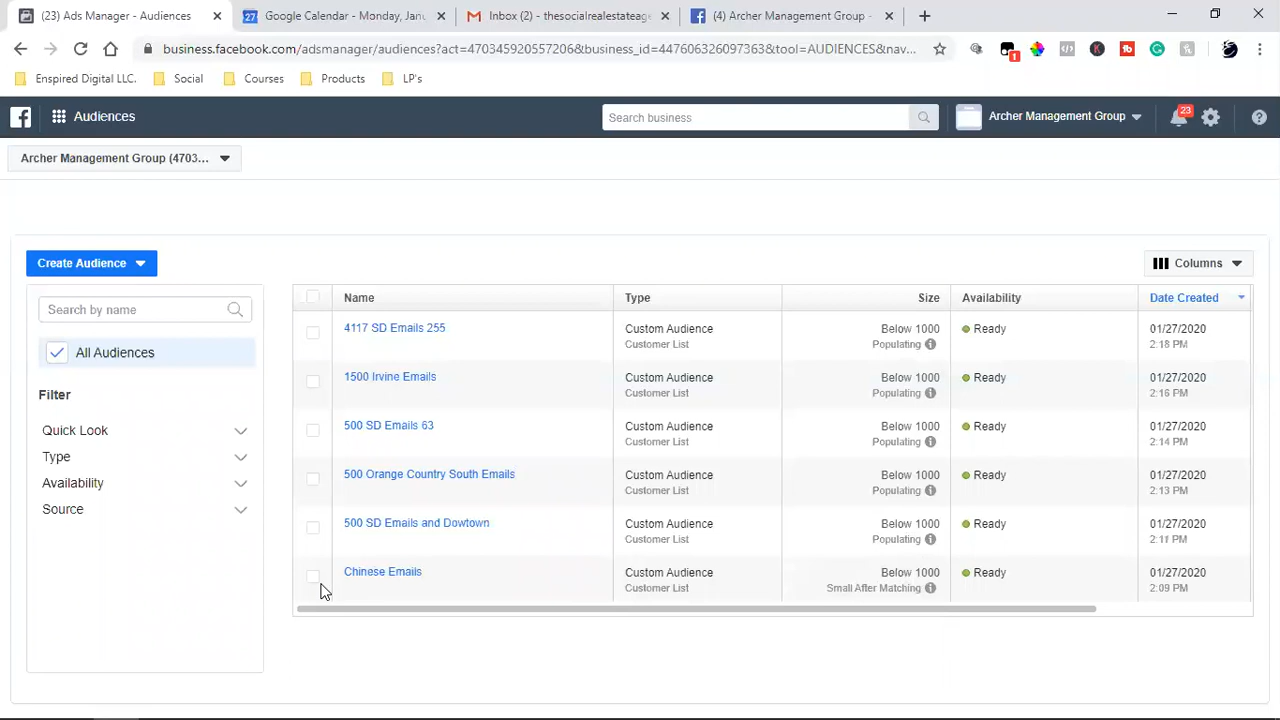 (23) Ads Manager - Audiences
Google Calendar - Monday, Janu
Inbox (2) - thesocialrealestateag
(4) Archer Management Group -
business.facebook.com/adsmanager/audiences?act=470345920557206&business_id=447606326097363&tool=AUDIENCES&nav...
1
Enspired Digital LLC.
Social
Courses
Products
LP's
Audiences
Search business
Archer Management Group
23
Archer Management Group (4703...
Create Audience
Columns
Search by name
All Audiences
Filter
Quick Look
Type
Availability
Source
Name
Type
Size
Availability
Date Created
4117 SD Emails 255
Custom Audience
Customer List
Below 1000
Populating
Ready
01/27/2020
2:18 PM
1500 Irvine Emails
Custom Audience
Customer List
Below 1000
Populating
Ready
01/27/2020
2:16 PM
500 SD Emails 63
Custom Audience
Customer List
Below 1000
Populating
Ready
01/27/2020
2:14 PM
500 Orange Country South Emails
Custom Audience
Customer List
Below 1000
Populating
Ready
01/27/2020
2:13 PM
500 SD Emails and Dowtown
Custom Audience
Customer List
Below 1000
Populating
Ready
01/27/2020
2:11 PM
Chinese Emails
Custom Audience
Customer List
Below 1000
Small After Matching
Ready
01/27/2020
2:09 PM